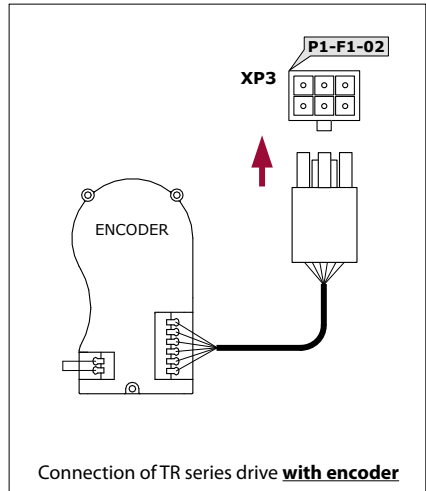 P1-F1-02
XP3
ENCODER
Connection of TR series drive with encoder